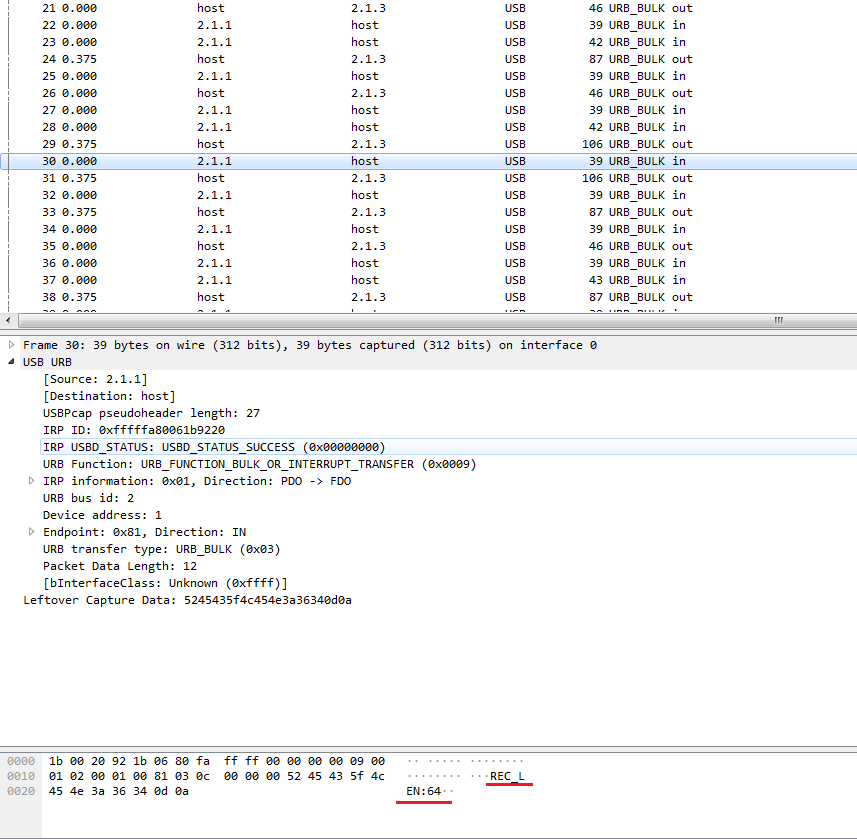 21 0.000 host 2.1.3 USB 46 URB_BULK out
22 0.000 2.1.1 host USB 39 URB_BULK in
23 0.000 2.1.1 host USB 42 URB_BULK in
24 0.375 host 2.1.3 USB 87 URB_BULK out
25 0.000 2.1.1 host USB 39 URB_BULK in
26 0.000 host 2.1.3 USB 46 URB_BULK out
27 0.000 2.1.1 host USB 39 URB_BULK in
28 0.000 2.1.1 host USB 42 URB_BULK in
29 0.375 host 2.1.3 USB 106 URB_BULK out
30 0.000 2.1.1 host USB 39 URB_BULK in
31 0.375 host 2.1.3 USB 106 URB_BULK out
32 0.000 2.1.1 host USB 39 URB_BULK in
33 0.375 host 2.1.3 USB 87 URB_BULK out
34 0.000 2.1.1 host USB 39 URB_BULK in
35 0.375 host 2.1.3 USB 46 URB_BULK out
36 0.000 2.1.1 host USB 39 URB_BULK in
37 0.000 2.1.1 host USB 43 URB_BULK in
38 0.375 host 2.1.3 USB 87 URB_BULK out
Frame 30: 39 bytes on wire (312 bits), 39 bytes captured (312 bits) on interface 0
USB URB
[Source: 2.1.1]
[Destination: host]
USBPcap pseudoheader length: 27
IRP ID: 0xfffffa80061b9220
IRP USBD_STATUS: USBD_STATUS_SUCCESS (0x00000000)
URB Function: URB_FUNCTION_BULK_OR_INTERRUPT_TRANSFER (0x0009)
IRP information: 0x01, Direction: PDO -> FDO
URB bus id: 2
Device address: 1
Endpoint: 0x81, Direction: IN
URB transfer type: URB_BULK (0x03)
Packet Data Length: 12
[bInterfaceClass: Unknown (0xffff)]
Leftover Capture Data: 5245435f4c454e3a36340d0a
0000 1b 00 20 92 1b 06 80 fa ff ff 00 00 00 00 09 00 ·· ····· ········
0010 01 02 00 01 00 81 03 0c 00 00 00 52 45 43 5f 4c ········ ···REC_L
0020 45 4e 3a 36 34 0d 0a EN:64··